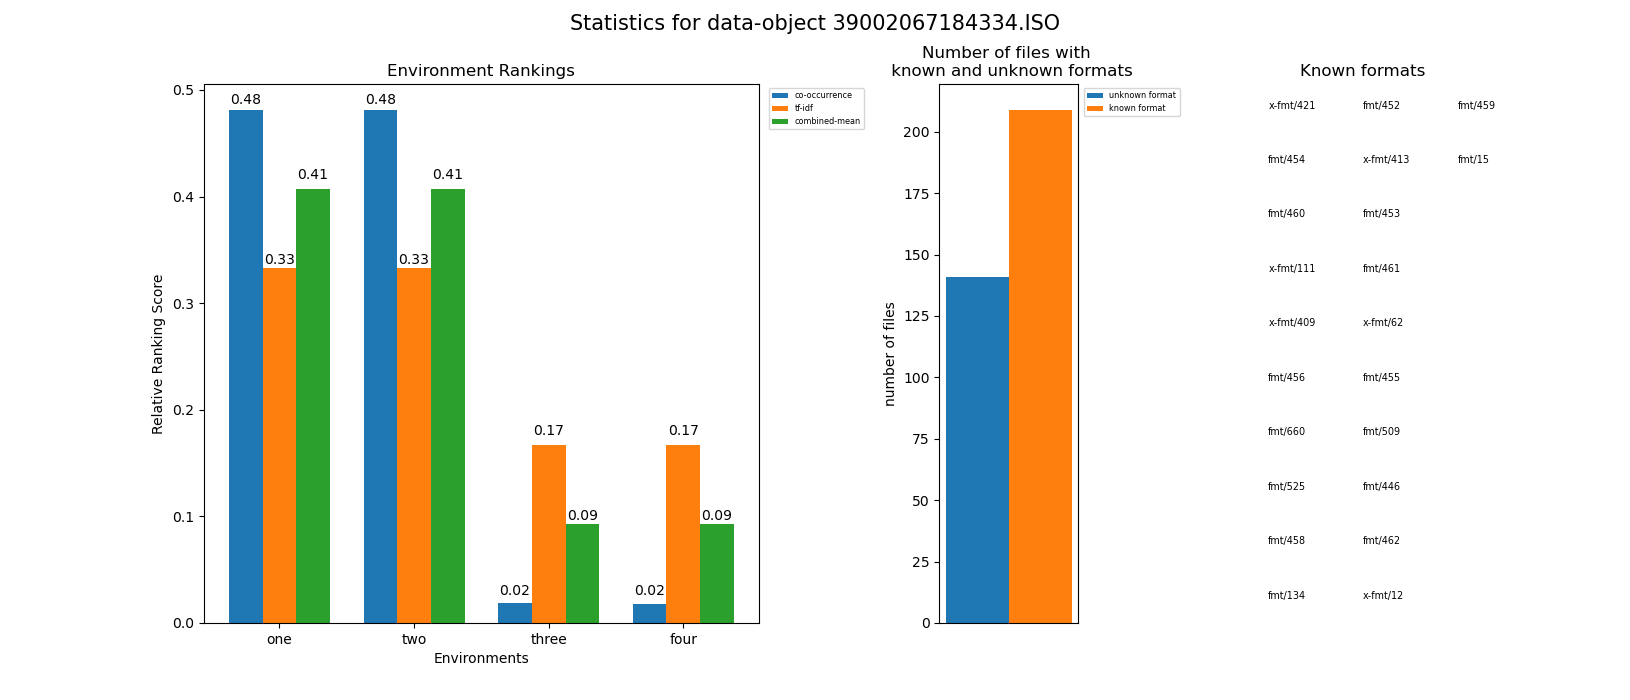 Statistics for data-object 39002067184334.ISO
Environment Rankings
0.5
0.4
0.3
0.2
0.1
0.0
Relative Ranking Score
0.48
0.33
0.41
0.48
0.33
0.41
0.02
0.17
0.09
0.02
0.17
0.09
one
two
three
four
Environments
co-occurrence
tf-idf
combined-mean
Number of files with
known and unknown formats
200
175
150
125
100
75
50
25
0
number of files
unknown format
known format
Known formats
x-fmt/421 fmt/452 fmt/459
fmt/454 x-fmt/413 fmt/15
fmt/460 fmt/453
x-fmt/111 fmt/461
x-fmt/409 x-fmt/62
fmt/456 fmt/455
fmt/660 fmt/509
fmt/525 fmt/446
fmt/458 fmt/462
fmt/134 x-fmt/12